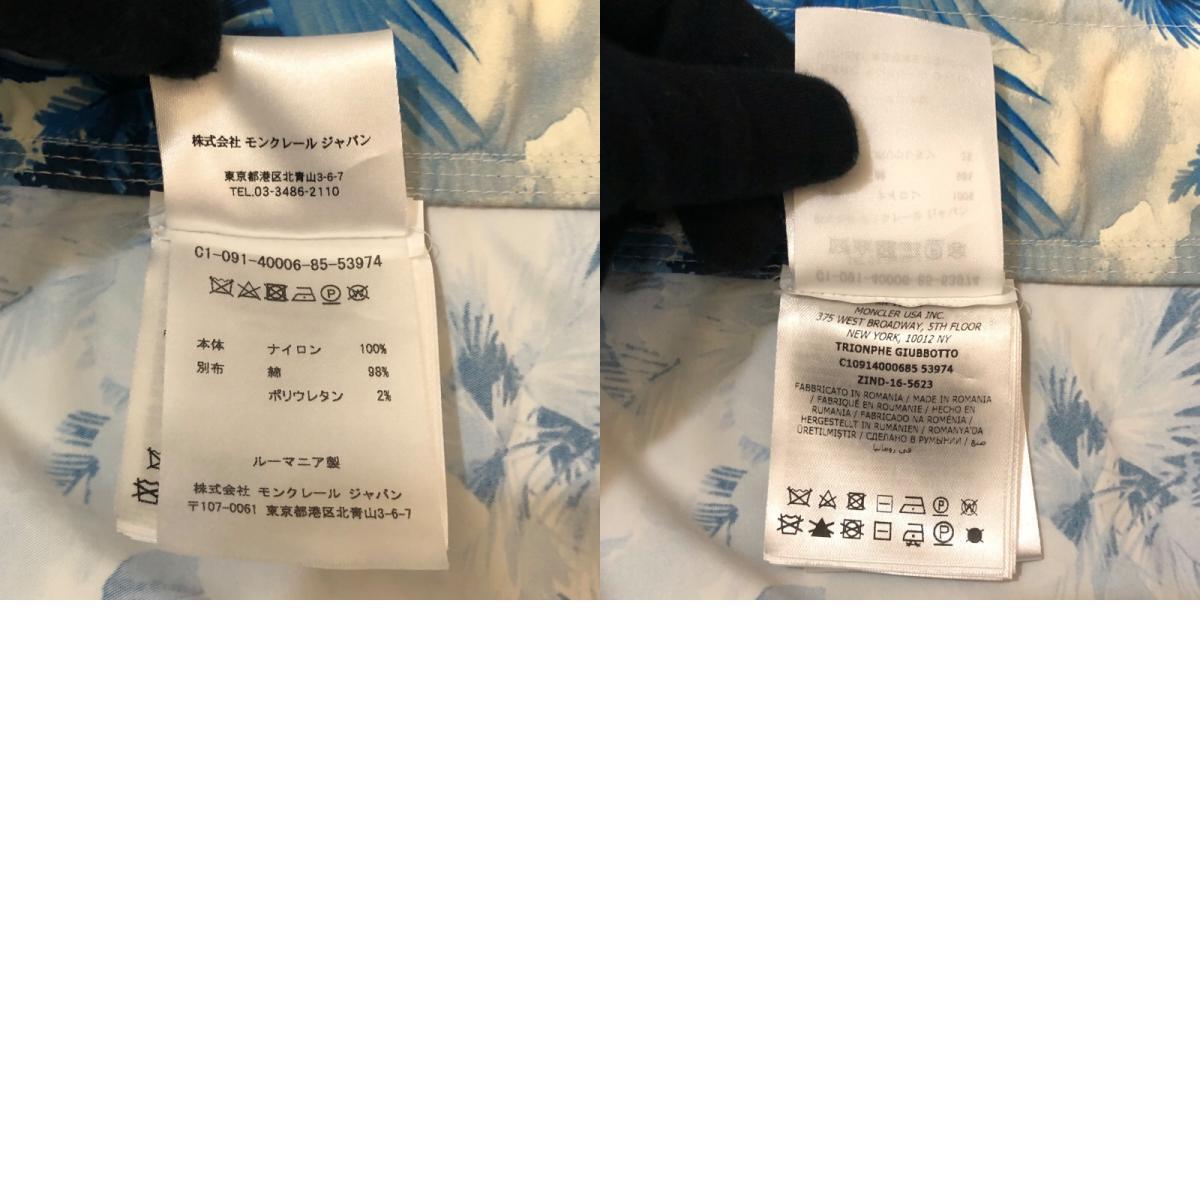 株式会社 モンクレール ジャパン
東京都港区北青山3-6-7
TEL.03-3486-2110
C1-091-40006-85-53974
本体 ナイロン 100%
別布 綿 98%
ポリウレタン 2%
ルーマニア製
株式会社 モンクレール ジャパン
〒107-0061 東京都港区北青山3-6-7
MONCLER USA INC.
375 WEST BROADWAY, 5TH FLOOR
NEW YORK, 10012 NY
TRIONPHE GIUBBOTTO
C10914000685 53974
ZIND-16-5623
FABBRICATO IN ROMANIA / MADE IN ROMANIA
/ FABRIQUÉ EN ROUMANIE / HECHO EN
RUMANIA / FABRICADO NA ROMÉNIA /
HERGESTELLT IN RUMÄNIEN / ROMANYA'DA
ÜRETILMIŞTIR / СДЕЛАНО В РУМЫНИИ / صنع
في رومانيا